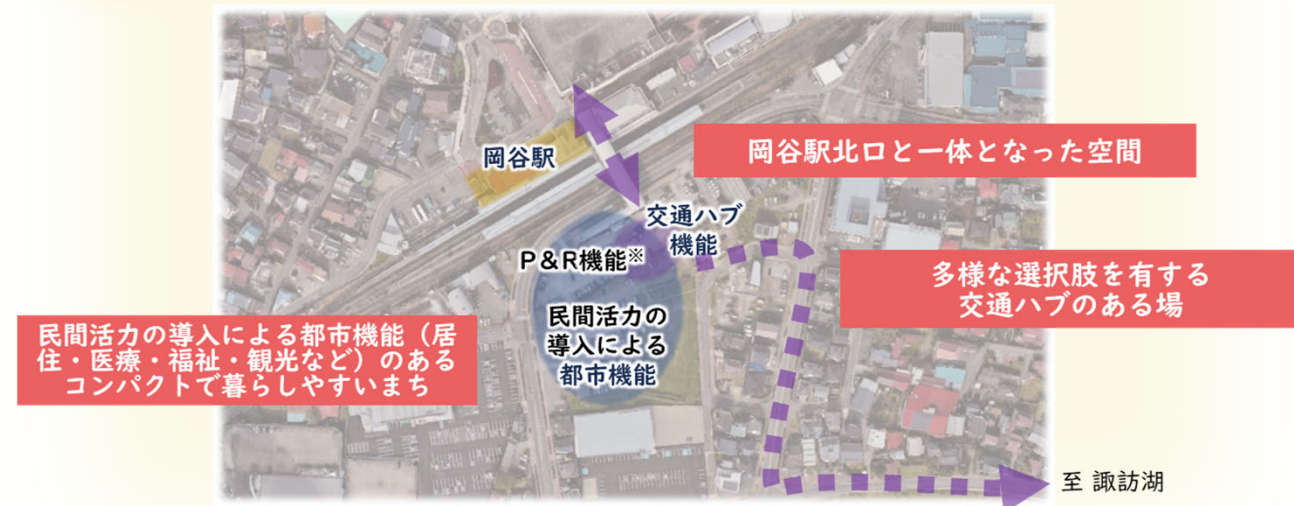 岡谷駅
岡谷駅北口と一体となった空間
交通ハブ
機能
P&R機能※
多様な選択肢を有する
交通ハブのある場
民間活力の
導入による
都市機能
民間活力の導入による都市機能（居
住・医療・福祉・観光など）のある
コンパクトで暮らしやすいまち
至 諏訪湖